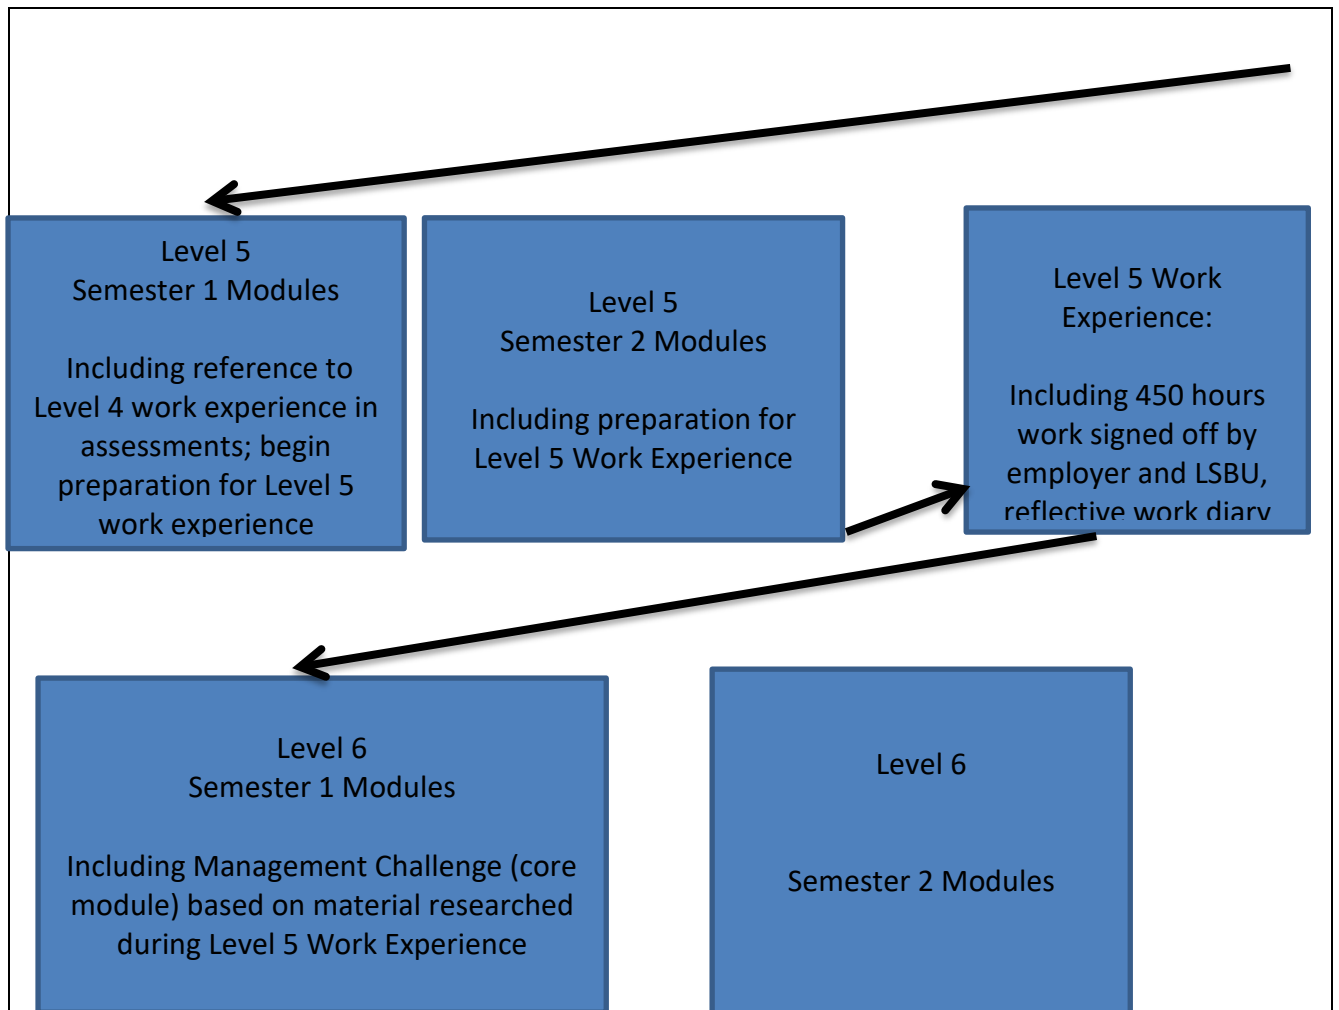 Level 5
Semester 1 Modules
Including reference to
Level 4 work experience in
assessments; begin
preparation for Level 5
work experience
Level 5
Semester 2 Modules
Including preparation for
Level 5 Work Experience
Level 5 Work
Experience:
Including 450 hours
work signed off by
employer and LSBU,
reflective work diary
Level 6
Semester 1 Modules
Including Management Challenge (core
module) based on material researched
during Level 5 Work Experience
Level 6
Semester 2 Modules